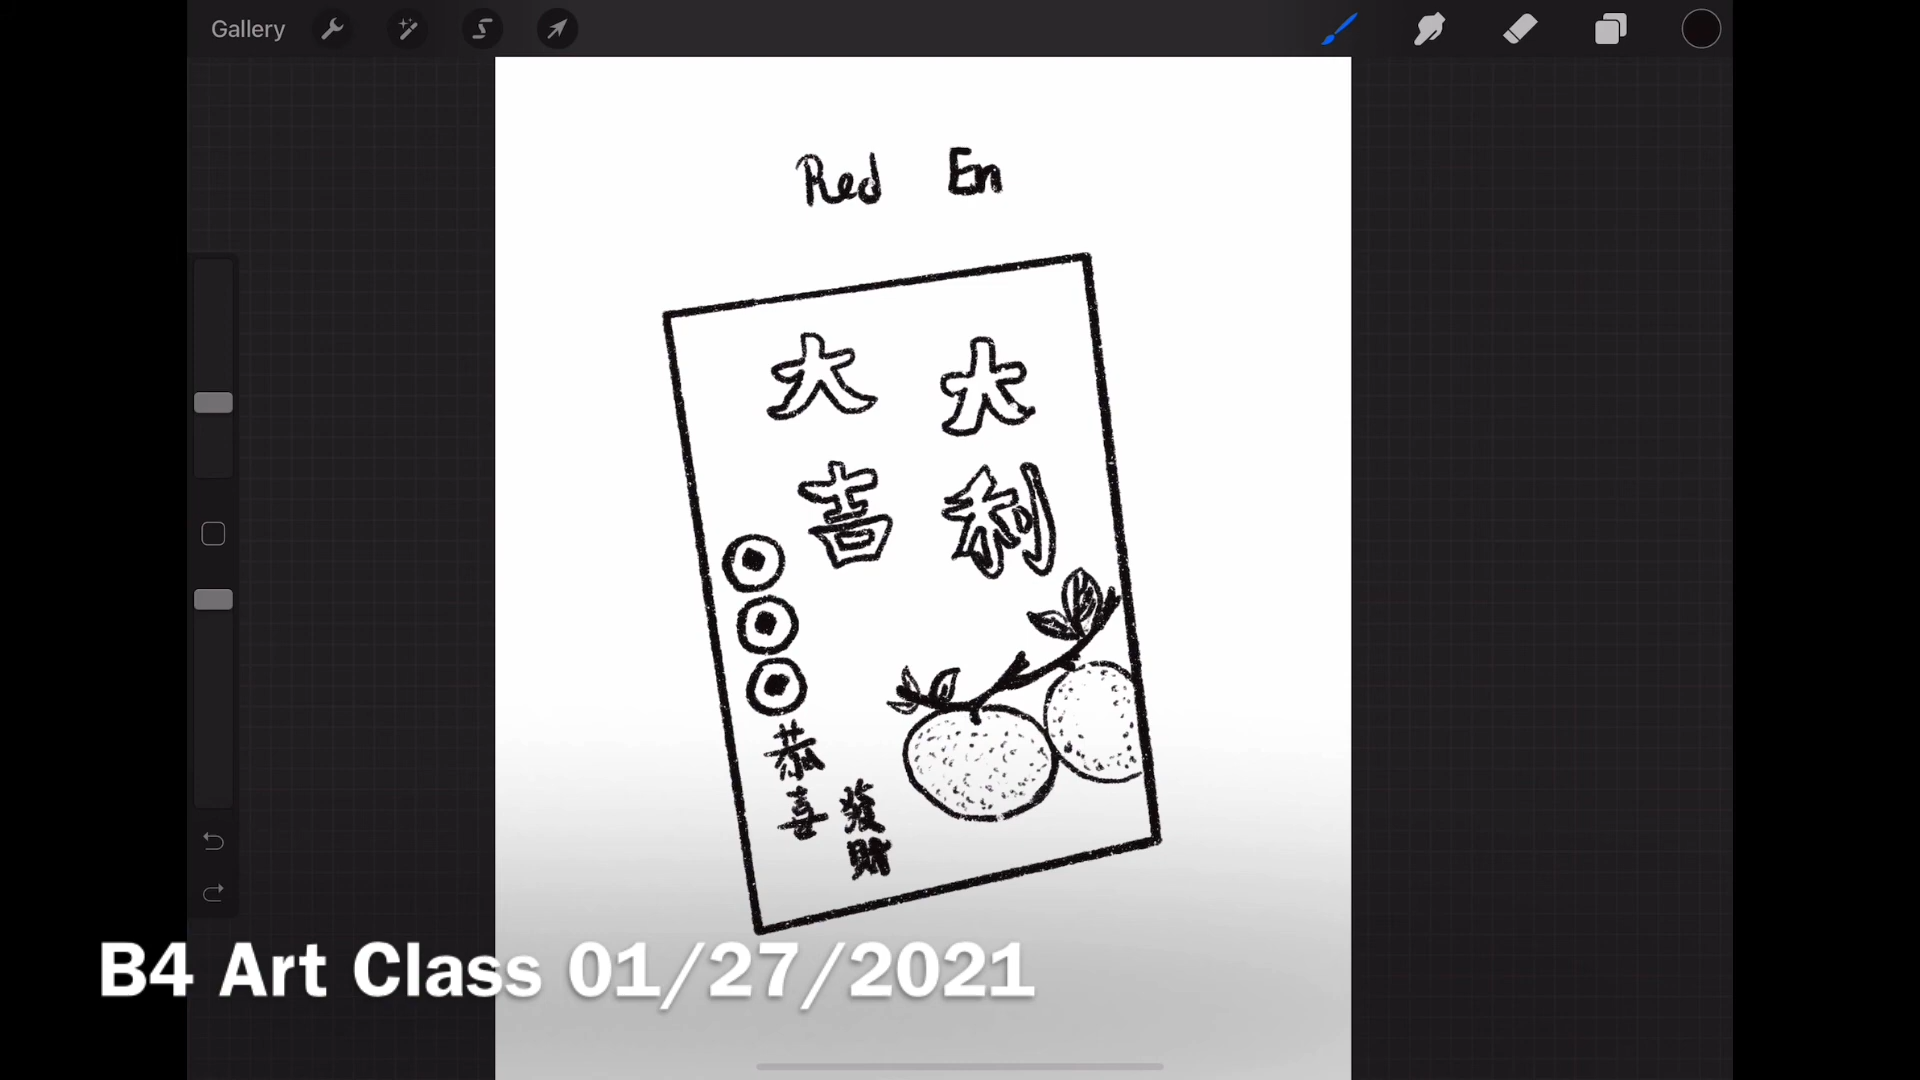 Gallery
Red En
大吉
大利
恭喜
發財
B4 Art Class 01/27/2021